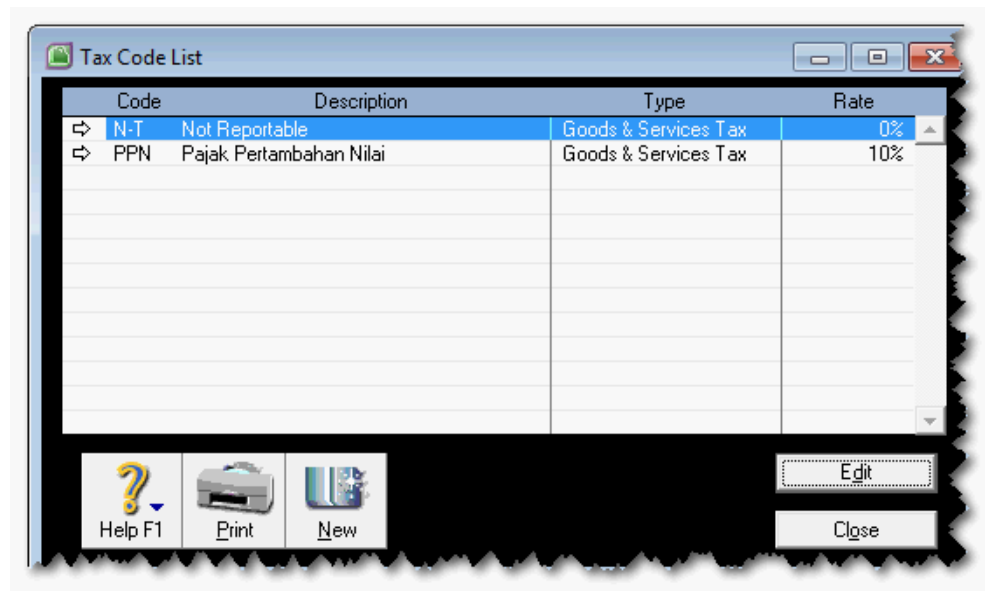 Tax Code List
Code Description Type Rate
N-T Not Reportable Goods & Services Tax 0%
PPN Pajak Pertambahan Nilai Goods & Services Tax 10%
Edit
Help F1 Print New Close